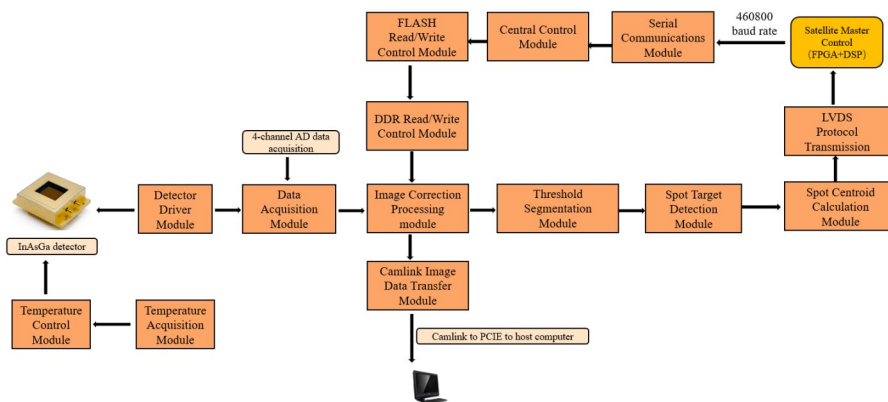 FLASH
Read/Write
Control Module
Central Control
Module
Serial
Communications
Module
460800
baud rate
Satellite Master
Control
(FPGA+DSP)
DDR Read/Write
Control Module
LVDS
Protocol
Transmission
4-channel AD data
acquisition
Detector
Driver
Module
Data
Acquisition
Module
Image Correction
Processing
module
Threshold
Segmentation
Module
Spot Target
Detection
Module
Spot Centroid
Calculation
Module
InAsGa detector
Camlink Image
Data Transfer
Module
Temperature
Control
Module
Temperature
Acquisition
Module
Camlink to PCIE to host computer